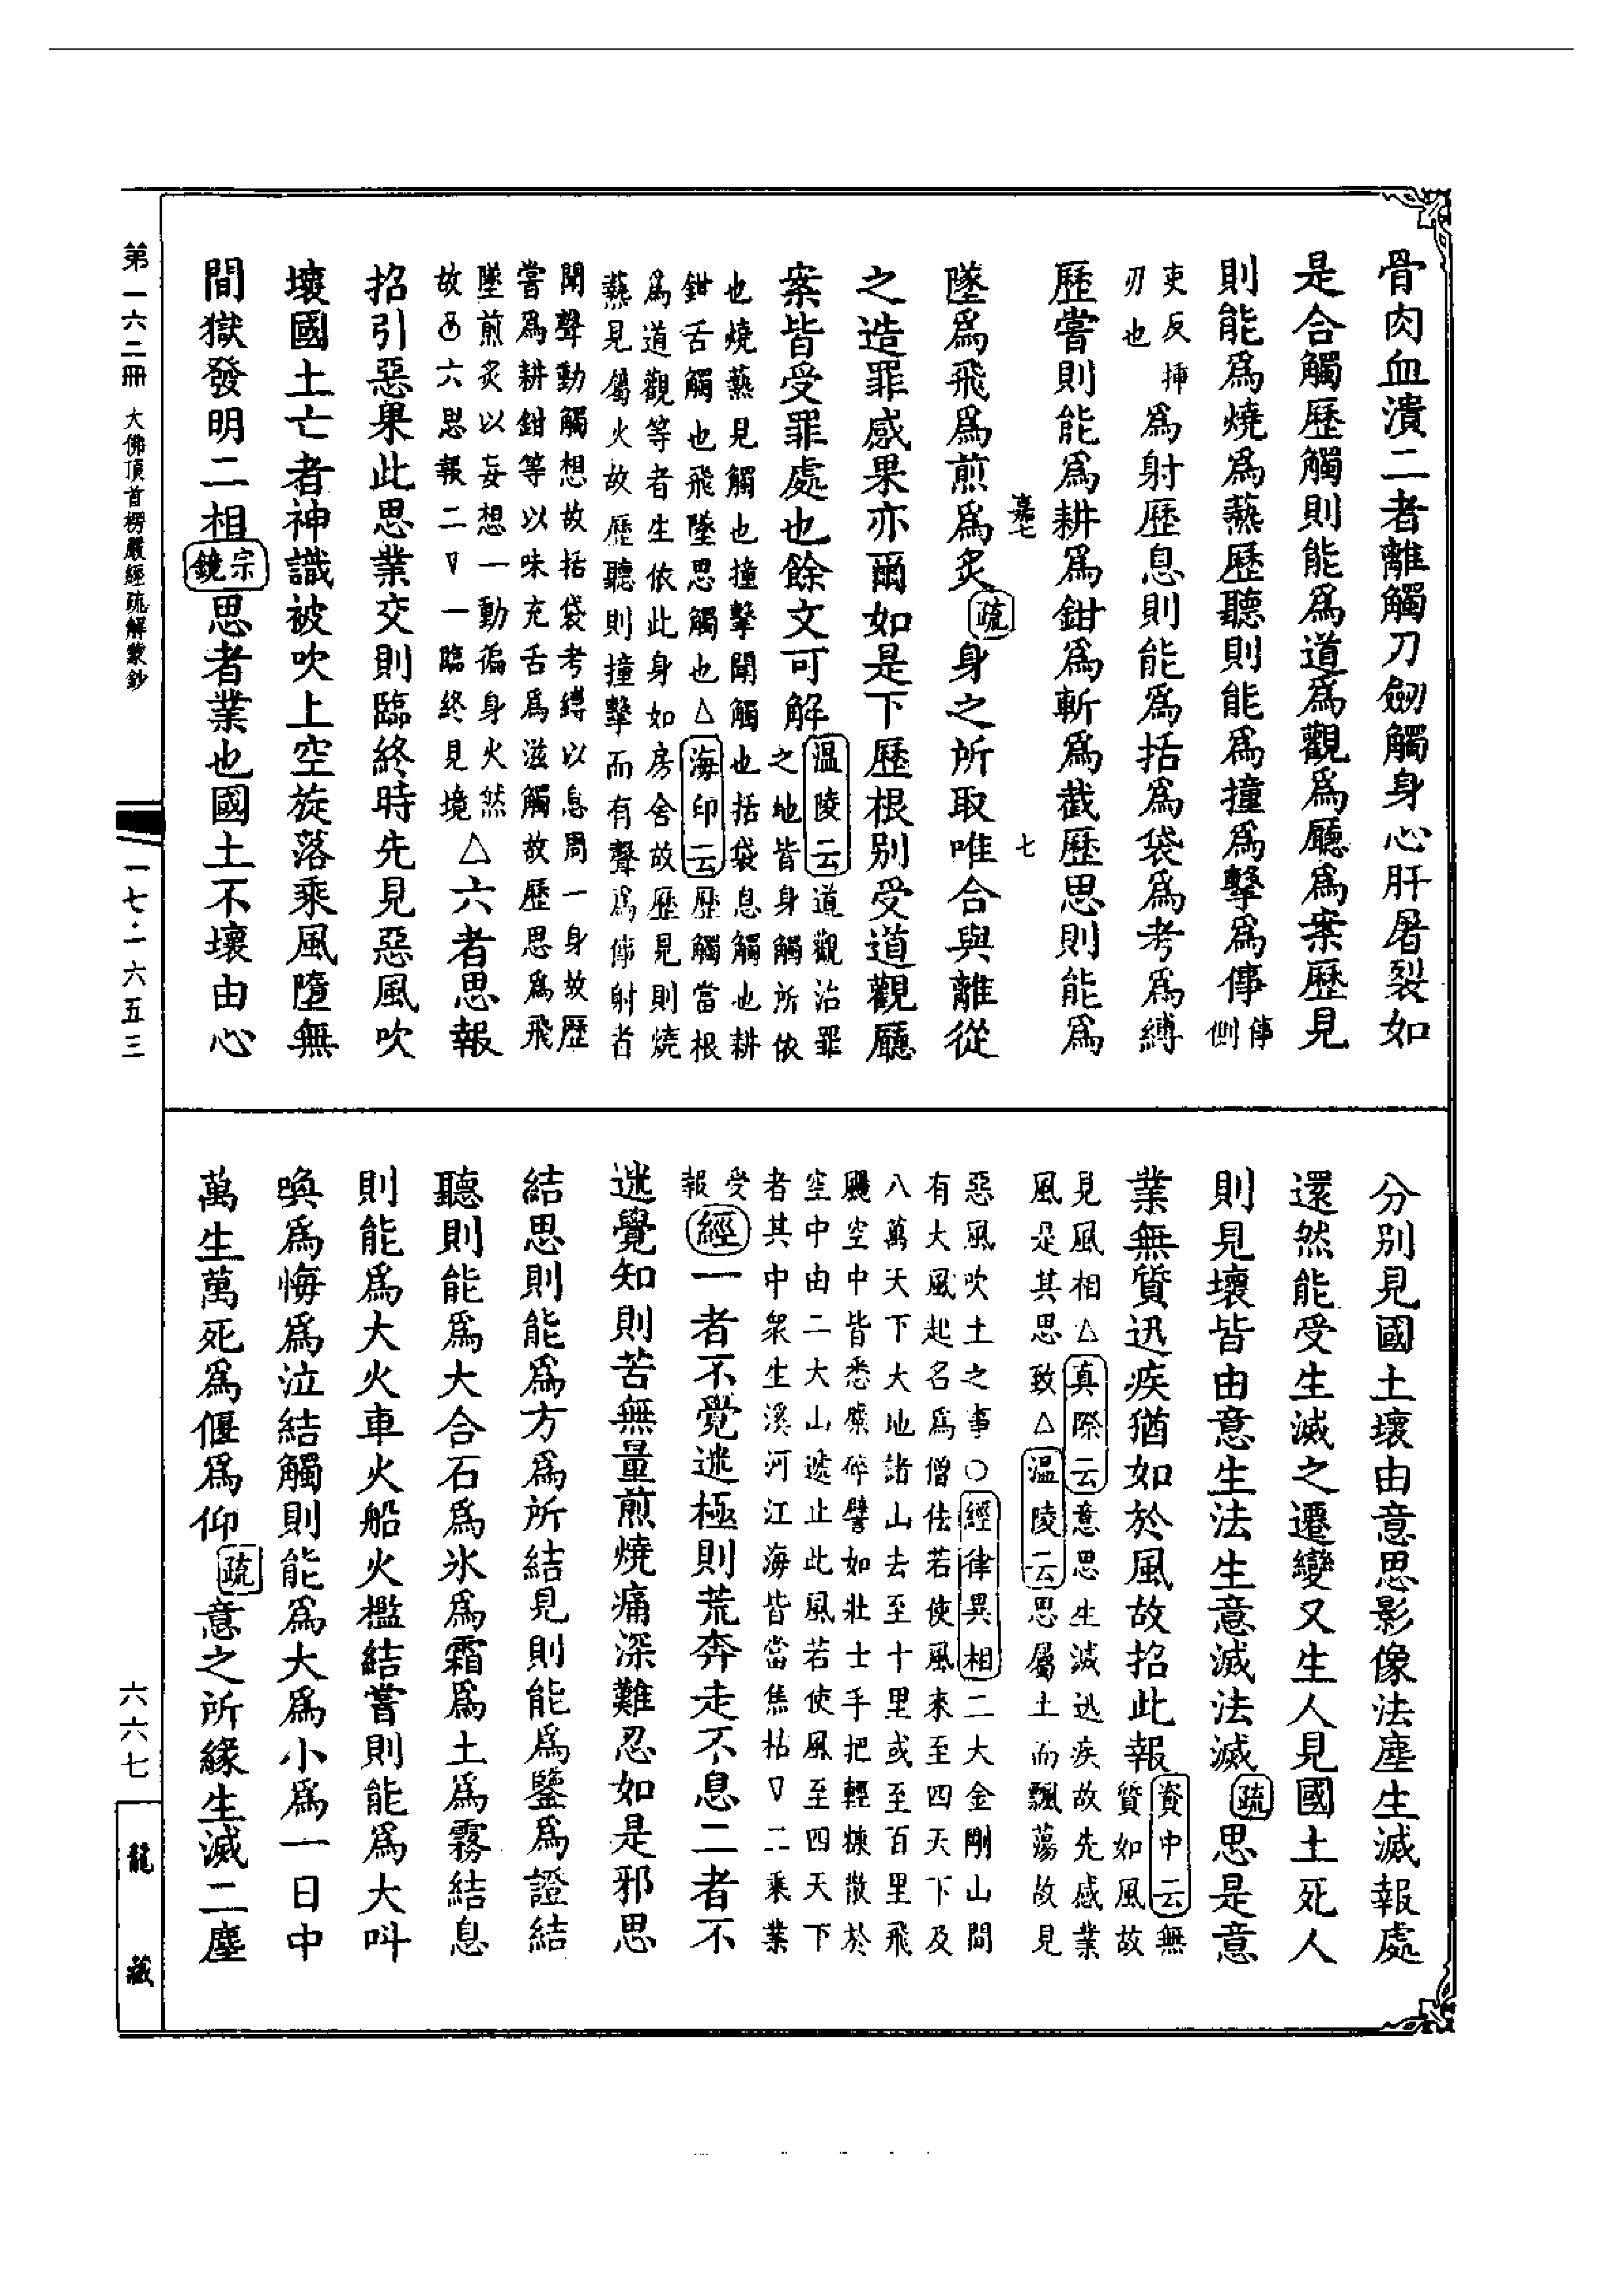 骨肉血潰二者離觸刀劒觸身心肝屠裂如
是合觸歷觸則能爲道爲觀爲廳爲案歷見
則能爲燒爲爇歷聽則能爲撞爲擊爲剚剚側
吏反揷刃也爲射歷息則能爲括爲袋爲考爲縛
歷嘗則能爲耕爲鉗爲斬爲截歷思則能爲
嘉七 七
墜爲飛爲煎爲炙疏身之所取唯合與離從
之造罪感果亦爾如是下歷根別受道觀廳
案皆受罪處也餘文可解溫陵云道觀治罪
之地皆身觸所依
也燒爇見觸也撞擊聞觸也括袋息觸也耕
鉗舌觸也飛墜思觸也△海印云歷觸當根
爲道觀等者生依此身如房舍故歷見則燒
爇見屬火故歷聽則撞擊而有聲爲剚射者
聞聲動觸想故括袋考縛以息周一身故歷
嘗爲耕鉗等以味充舌爲滋觸故歷思爲飛
墜煎炙以妄想一動徧身火然
故六思報二▽一臨終見境△六者思報
招引惡果此思業交則臨終時先見惡風吹
壞國土亡者神識被吹上空旋落乘風墮無
間獄發明二相宗鏡思者業也國土不壞由心
第一六二冊 大佛頂首楞嚴經疏解蒙鈔
一七·一六五三
分別見國土壞由意思影像法塵生滅報處
還然能受生滅之遷變又生人見國土死人
則見壞皆由意生法生意滅法滅疏思是意
業無質迅疾猶如於風故招此報資中云無
質如風故
見風相△真際云意思生滅迅疾故先感業
風是其思致△溫陵云思屬土而飄蕩故見
惡風吹土之事○經律異相二大金剛山間
有大風起名爲僧佉若使風來至四天下及
八萬天下大地諸山去至十里或至百里飛
颺空中皆悉糜碎譬如壯士手把輕糠散於
空中由二大山遮止此風若使風至四天下
者其中衆生溪河江海皆當焦枯▽二乘業
受報經一者不覺迷極則荒奔走不息二者不
迷覺知則苦無量煎燒痛深難忍如是邪思
結思則能爲方爲所結見則能爲鑒爲證結
聽則能爲大合石爲氷爲霜爲土爲霧結息
則能爲大火車火船火檻結嘗則能爲大叫
喚爲悔爲泣結觸則能爲大爲小爲一日中
萬生萬死爲偃爲仰疏意之所緣生滅二塵
六六七
龍藏